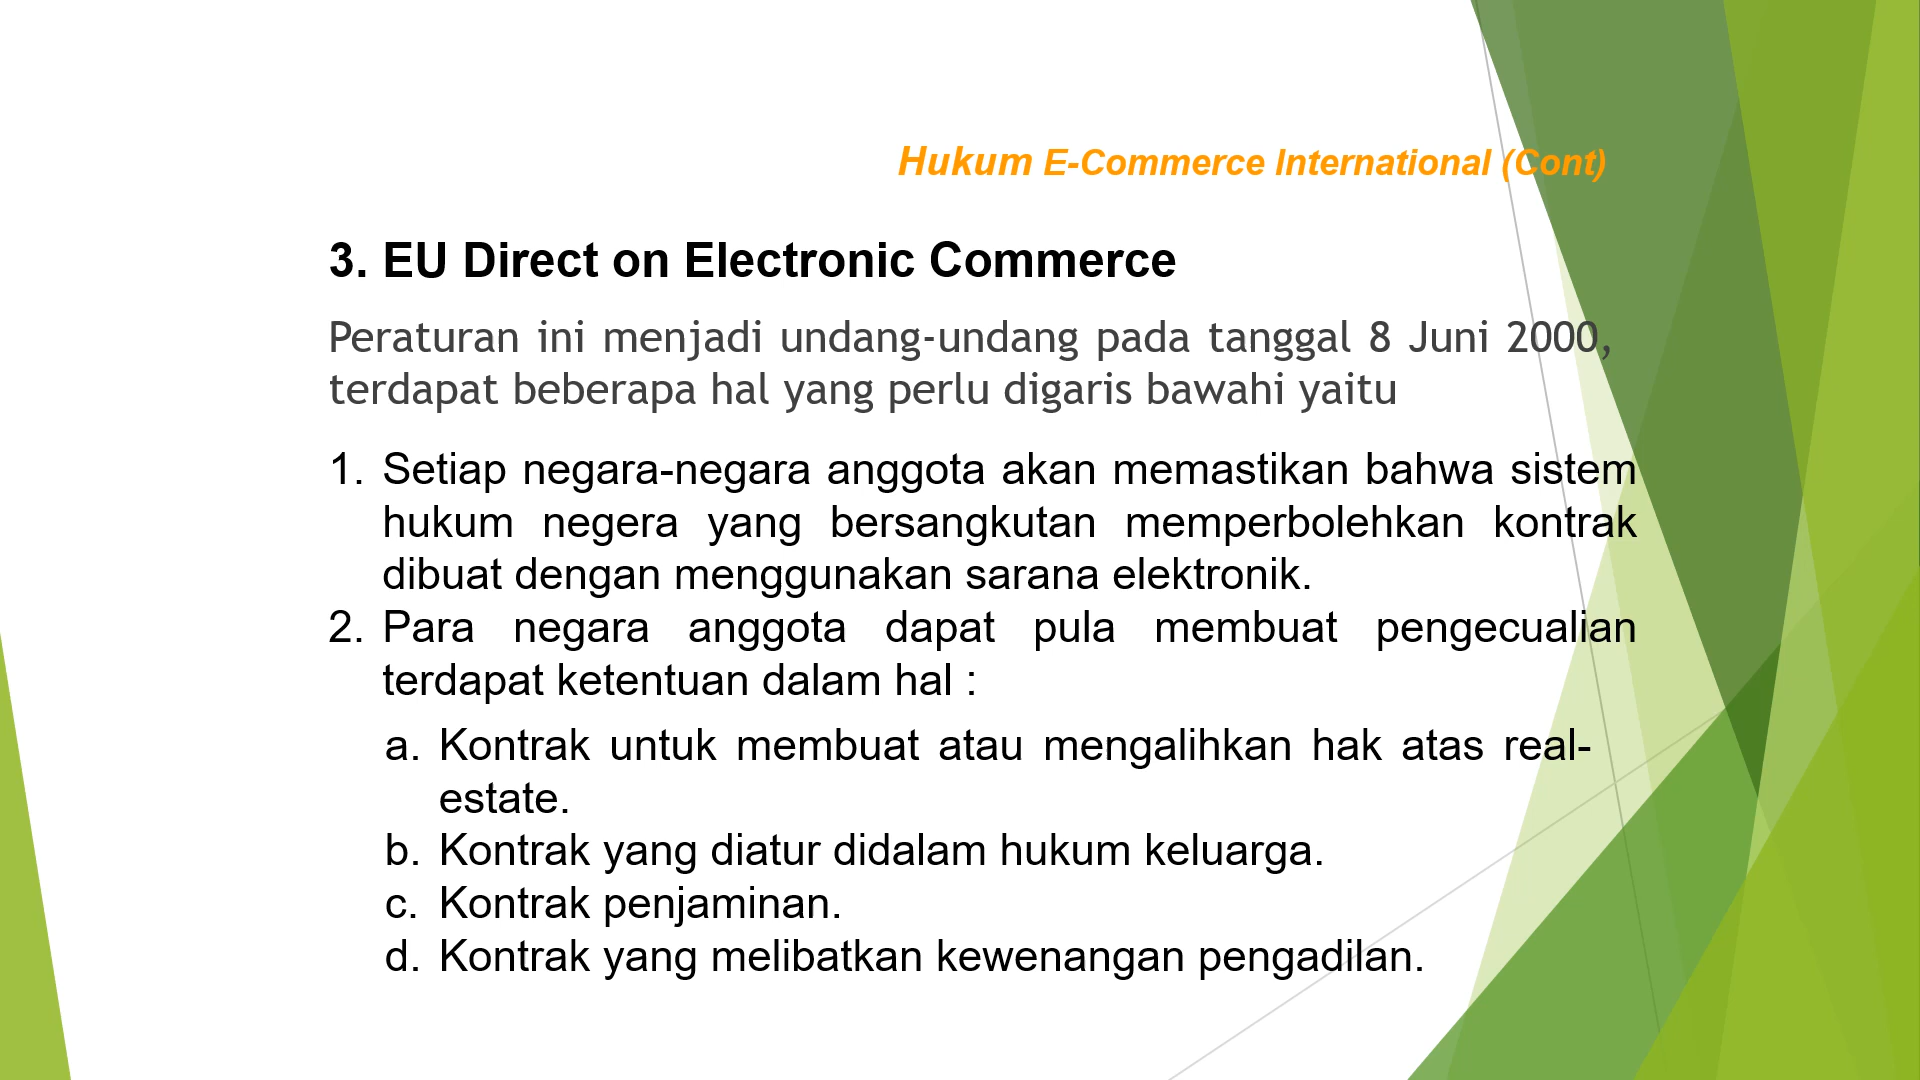 Hukum E-Commerce International (Cont)
3. EU Direct on Electronic Commerce
Peraturan ini menjadi undang-undang pada tanggal 8 Juni 2000,
terdapat beberapa hal yang perlu digaris bawahi yaitu
1. Setiap negara-negara anggota akan memastikan bahwa sistem
hukum negera yang bersangkutan memperbolehkan kontrak
dibuat dengan menggunakan sarana elektronik.
2. Para negara anggota dapat pula membuat pengecualian
terdapat ketentuan dalam hal :
a. Kontrak untuk membuat atau mengalihkan hak atas real-
estate.
b. Kontrak yang diatur didalam hukum keluarga.
c. Kontrak penjaminan.
d. Kontrak yang melibatkan kewenangan pengadilan.